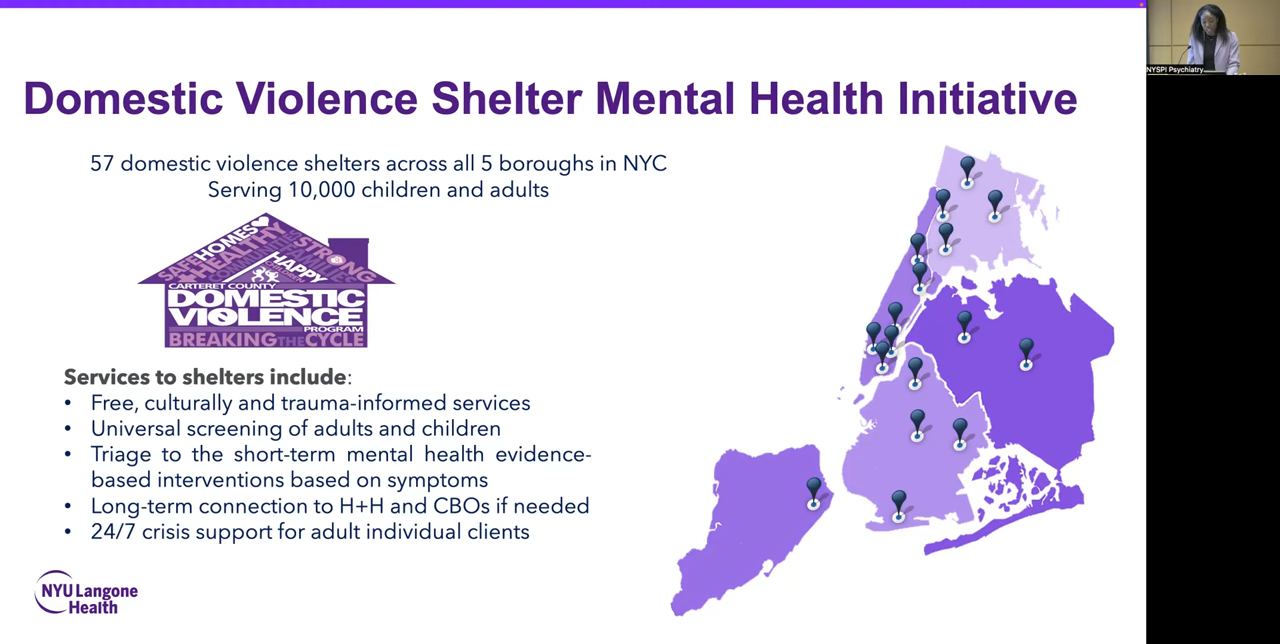 Domestic Violence Shelter Mental Health Initiative
57 domestic violence shelters across all 5 boroughs in NYC
Serving 10,000 children and adults
SAFE HOMES
HEALTHY
COMMUNITIES
STRONG
FAMILIES
HAPPY
CHILDREN
CARTERET COUNTY
DOMESTIC
VIOLENCE
PROGRAM
BREAKING THE CYCLE
Services to shelters include:
• Free, culturally and trauma-informed services
• Universal screening of adults and children
• Triage to the short-term mental health evidence-
based interventions based on symptoms
• Long-term connection to H+H and CBOs if needed
• 24/7 crisis support for adult individual clients
NYU Langone
Health
NYSPI Psychiatry